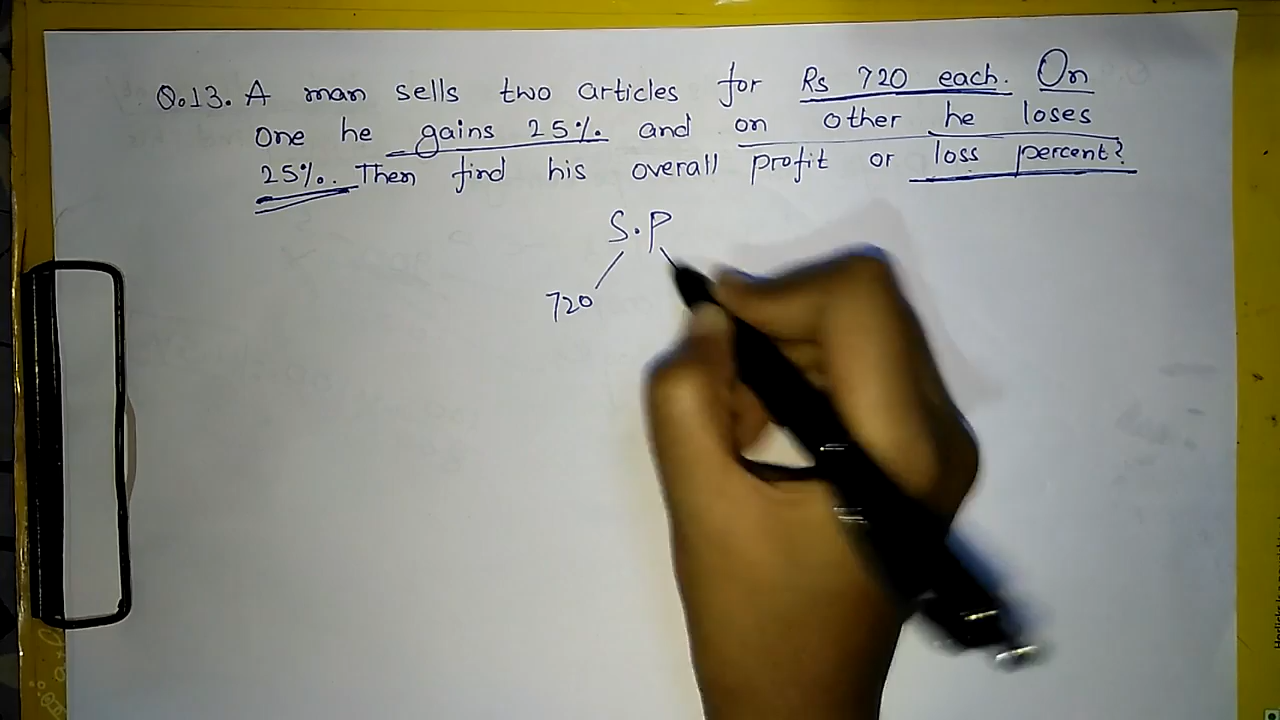 Q.13. A man sells two articles for Rs 720 each. On
one he gains 25%. and on other he loses
25%. Then find his overall profit or loss percent?
S.P
720